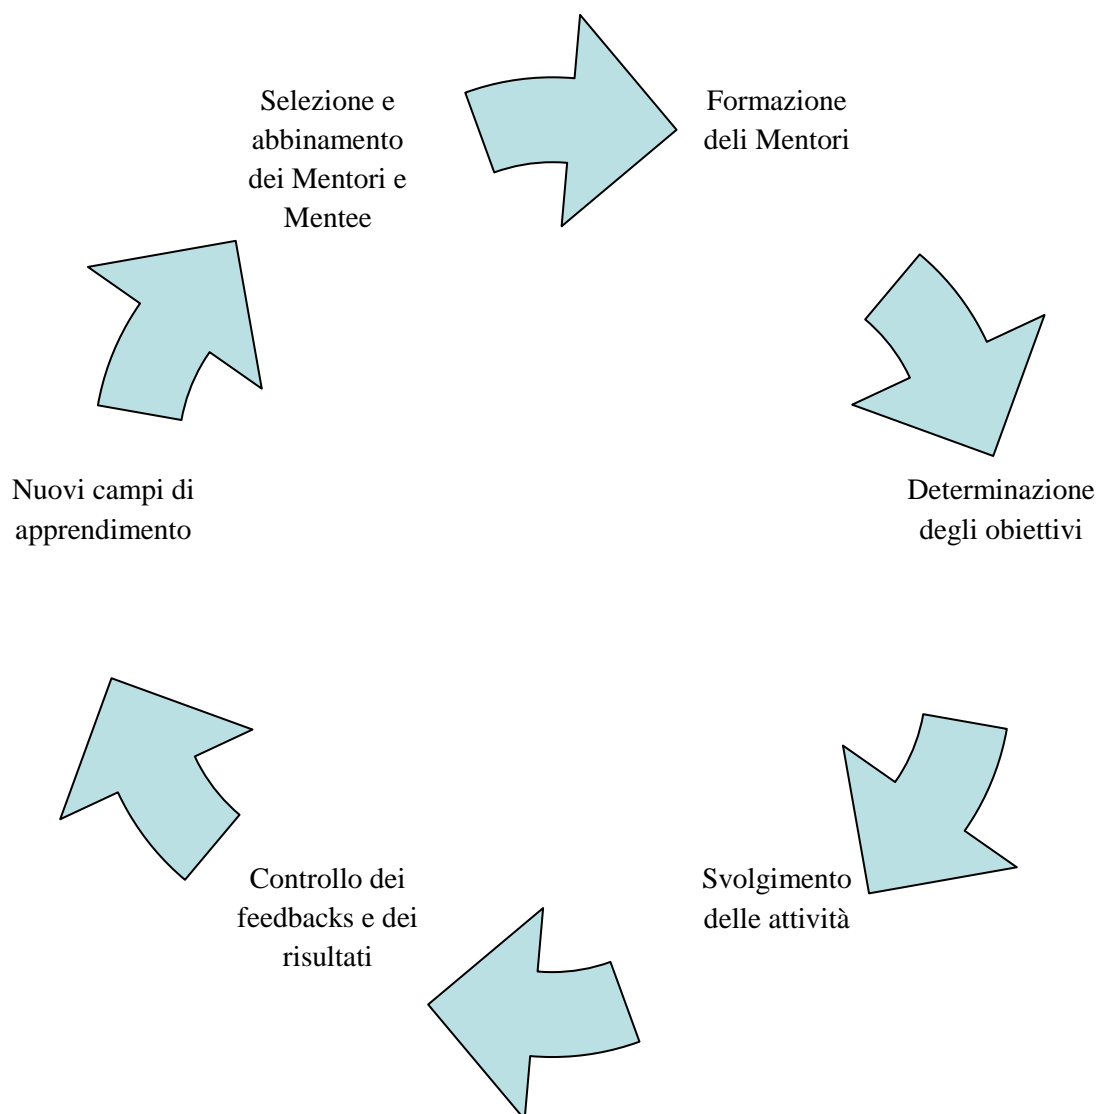 Selezione e
abbinamento
dei Mentori e
Mentee
Formazione
deli Mentori
Determinazione
degli obiettivi
Svolgimento
delle attività
Controllo dei
feedbacks e dei
risultati
Nuovi campi di
apprendimento